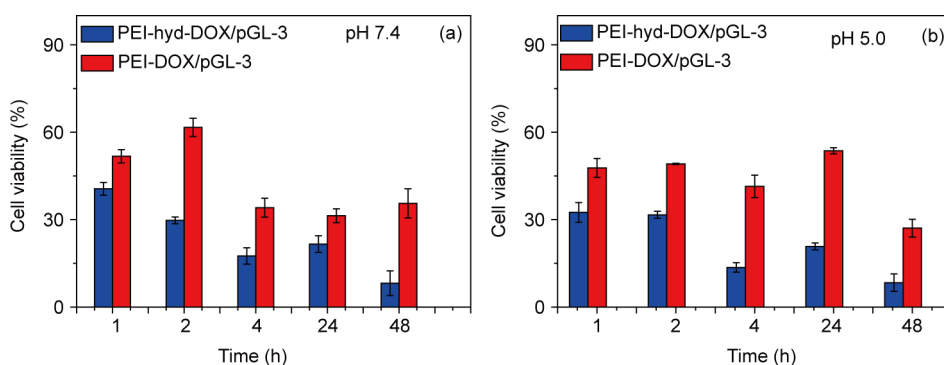 PEI-hyd-DOX/pGL-3
PEI-DOX/pGL-3
pH 7.4
(a)
90
60
30
0
Cell viability (%)
1 2 4 24 48
Time (h)
PEI-hyd-DOX/pGL-3
PEI-DOX/pGL-3
pH 5.0
(b)
90
60
30
0
Cell viability (%)
1 2 4 24 48
Time (h)